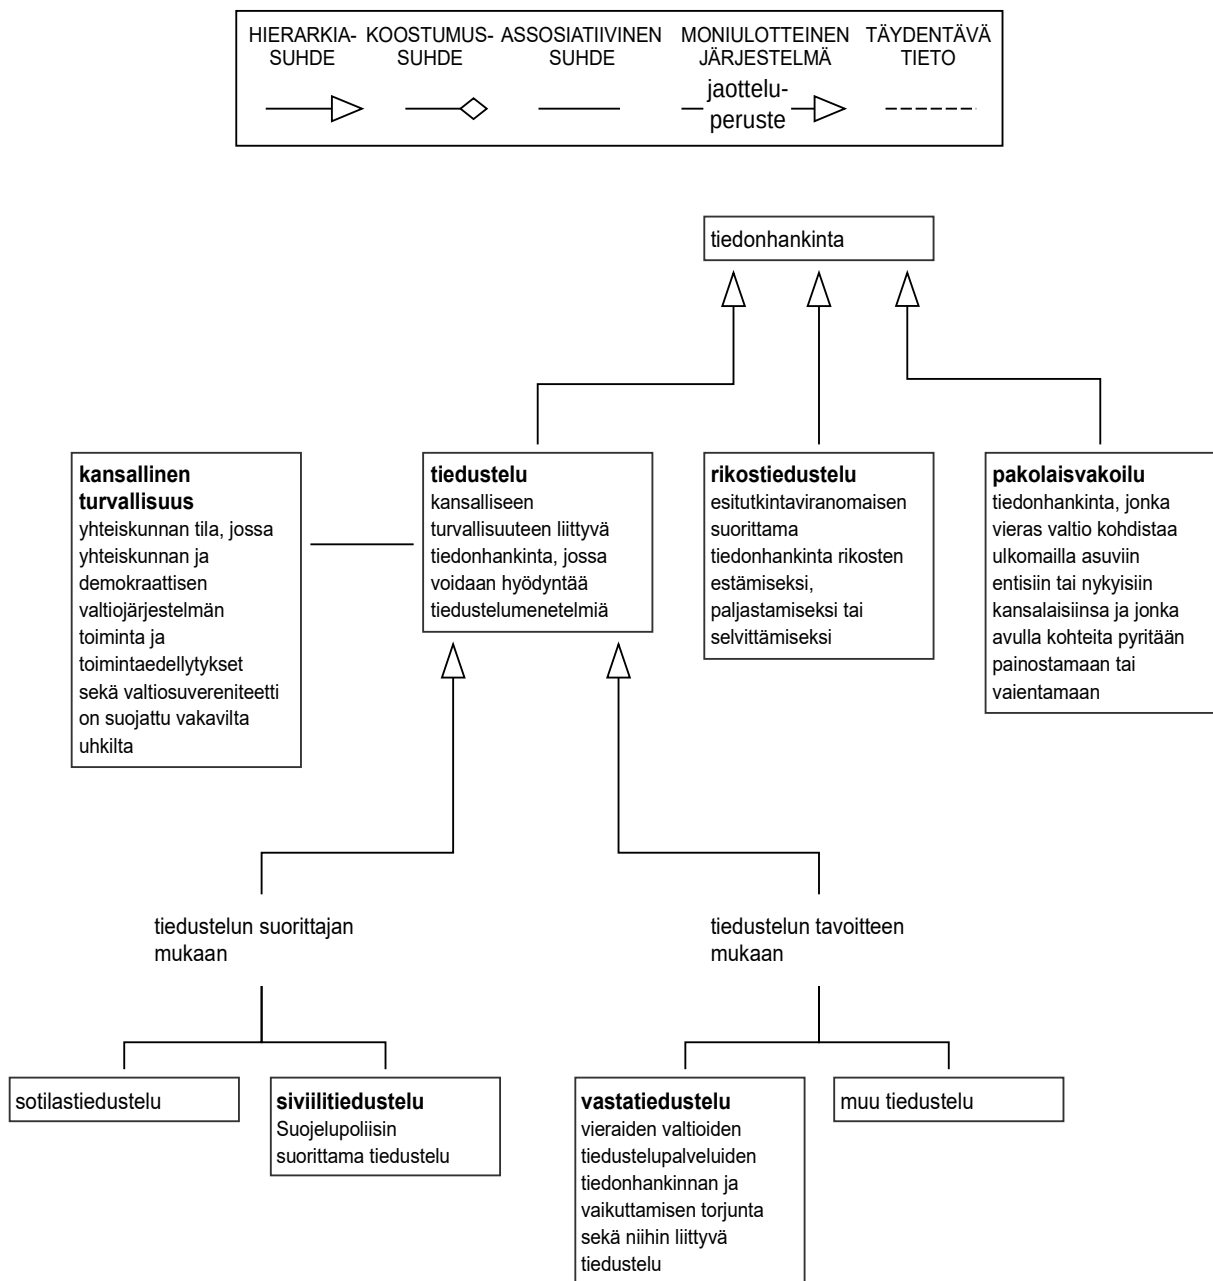 HIERARKIA-
SUHDE
KOOSTUMUS-
SUHDE
ASSOSIATIIVINEN
SUHDE
MONIULOTTEINEN
JÄRJESTELMÄ
TÄYDENTÄVÄ
TIETO
jaottelu-
peruste
tiedonhankinta
kansallinen
turvallisuus
yhteiskunnan tila, jossa
yhteiskunnan ja
demokraattisen
valtiojärjestelmän
toiminta ja
toimintaedellytykset
sekä valtiosuvereniteetti
on suojattu vakavilta
uhkilta
tiedustelu
kansalliseen
turvallisuuteen liittyvä
tiedonhankinta, jossa
voidaan hyödyntää
tiedustelumenetelmiä
rikostiedustelu
esitutkintaviranomaisen
suorittama
tiedonhankinta rikosten
estämiseksi,
paljastamiseksi tai
selvittämiseksi
pakolaisvakoilu
tiedonhankinta, jonka
vieras valtio kohdistaa
ulkomailla asuviin
entisiin tai nykyisiin
kansalaisiinsa ja jonka
avulla kohteita pyritään
painostamaan tai
vaientamaan
tiedustelun suorittajan
mukaan
tiedustelun tavoitteen
mukaan
sotilastiedustelu
siviilitiedustelu
Suojelupoliisin
suorittama tiedustelu
vastatiedustelu
vieraiden valtioiden
tiedustelupalveluiden
tiedonhankinnan ja
vaikuttamisen torjunta
sekä niihin liittyvä
tiedustelu
muu tiedustelu